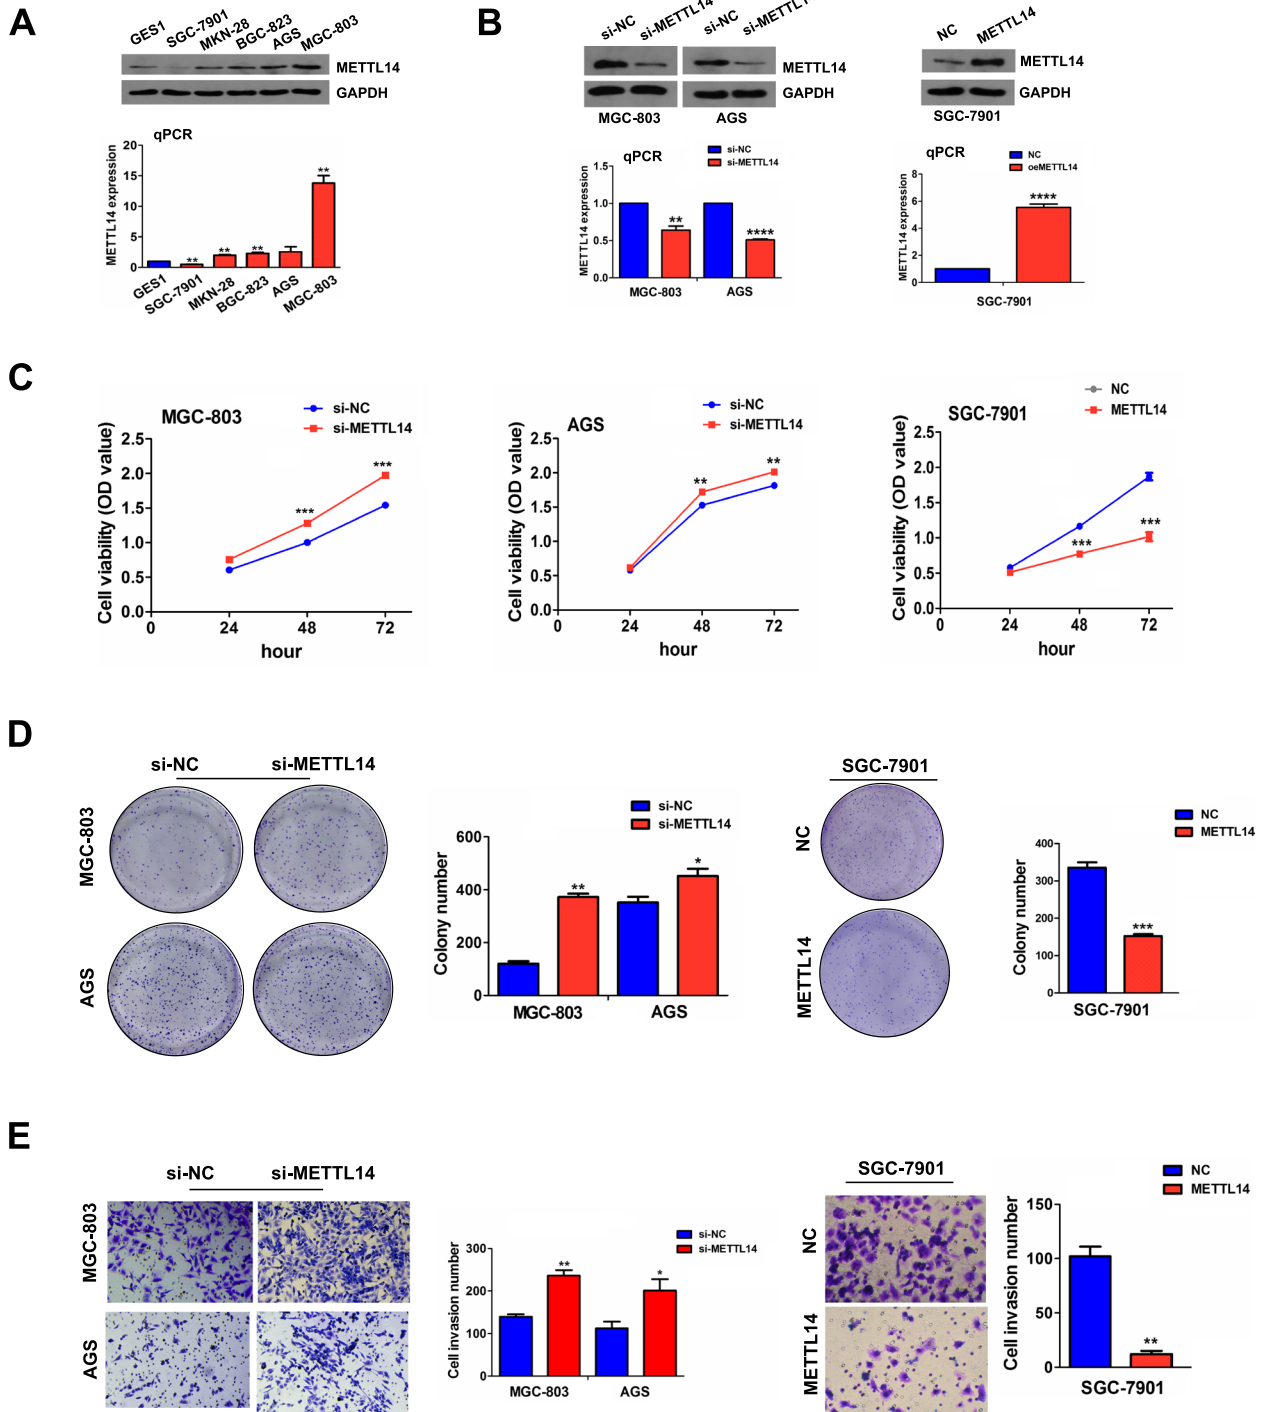 A
GES1
SGC-7901
MKN-28
BGC-823
AGS
MGC-803
METTL14
GAPDH
qPCR
METTL14 expression
20
15
10
5
0
**
**
**
**
GES1
SGC-7901
MKN-28
BGC-823
AGS
MGC-803
B
si-NC
si-METTL14
si-NC
METTL14
GAPDH
MGC-803
AGS
qPCR
si-NC
si-METTL14
METTL14 expression
1.5
1.0
0.5
0.0
**
****
MGC-803
AGS
NC
METTL14
METTL14
GAPDH
SGC-7901
qPCR
NC
oeMETTL14
METTL14 expression
8
6
4
2
0
****
SGC-7901
C
MGC-803
si-NC
si-METTL14
Cell viability (OD value)
2.5
2.0
1.5
1.0
0.5
0.0
***
***
0
24
48
72
hour
AGS
si-NC
si-METTL14
Cell viability (OD value)
2.5
2.0
1.5
1.0
0.5
0.0
**
**
0
24
48
72
hour
SGC-7901
NC
METTL14
Cell viability (OD value)
2.5
2.0
1.5
1.0
0.5
0.0
***
***
0
24
48
72
hour
D
si-NC
si-METTL14
MGC-803
AGS
si-NC
si-METTL14
Colony number
600
400
200
0
**
*
MGC-803
AGS
SGC-7901
NC
METTL14
NC
METTL14
Colony number
400
300
200
100
0
***
SGC-7901
E
si-NC
si-METTL14
MGC-803
AGS
si-NC
si-METTL14
Cell invasion number
300
200
100
0
**
*
MGC-803
AGS
SGC-7901
NC
METTL14
NC
METTL14
Cell invasion number
150
100
50
0
**
SGC-7901